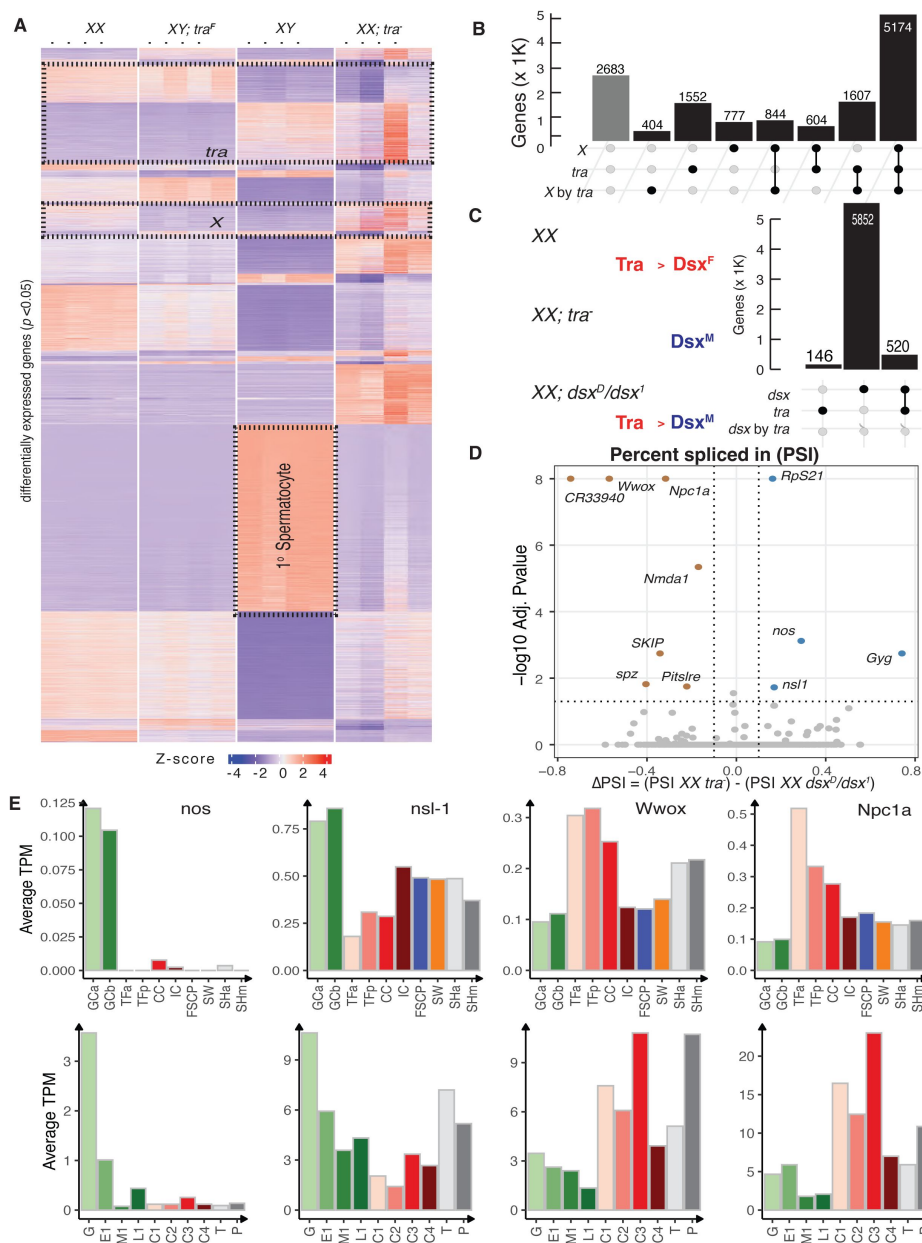 A
XX
XY; traF
XY
XX; tra-
tra
X
1o Spermatocyte
differentially expressed genes (p <0.05)
Z-score
-4 -2 0 2 4
B
Genes (x 1K)
5
4
3
2
1
0
2683
404
1552
777
844
604
1607
5174
X
tra
X by tra
C
XX
Tra > DsxF
XX; tra-
DsxM
XX; dsxD/dsx1
Tra > DsxM
Genes (x 1K)
5
4
3
2
1
0
146
5852
520
dsx
tra
dsx by tra
D
Percent spliced in (PSI)
−log10 Adj. Pvalue
8
6
4
2
0
CR33940
Wwox
Npc1a
RpS21
Nmda1
SKIP
spz
Pitslre
nos
Gyg
nsl1
−0.8 −0.4 0.0 0.4 0.8
ΔPSI = (PSI XX tra-) - (PSI XX dsxD/dsx1)
E
nos
Average TPM
0.125
0.100
0.075
0.050
0.025
0.000
GCa GCb TFa TFp CC IC FSCP SW SHa SHm
nsl-1
0.75
0.50
0.25
0.00
GCa GCb TFa TFp CC IC FSCP SW SHa SHm
Wwox
0.3
0.2
0.1
0.0
GCa GCb TFa TFp CC IC FSCP SW SHa SHm
Npc1a
0.5
0.4
0.3
0.2
0.1
0.0
GCa GCb TFa TFp CC IC FSCP SW SHa SHm
Average TPM
3
2
1
0
G E1 M1 L1 C1 C2 C3 C4 T P
9
6
3
0
G E1 M1 L1 C1 C2 C3 C4 T P
9
6
3
0
G E1 M1 L1 C1 C2 C3 C4 T P
20
15
10
5
0
G E1 M1 L1 C1 C2 C3 C4 T P